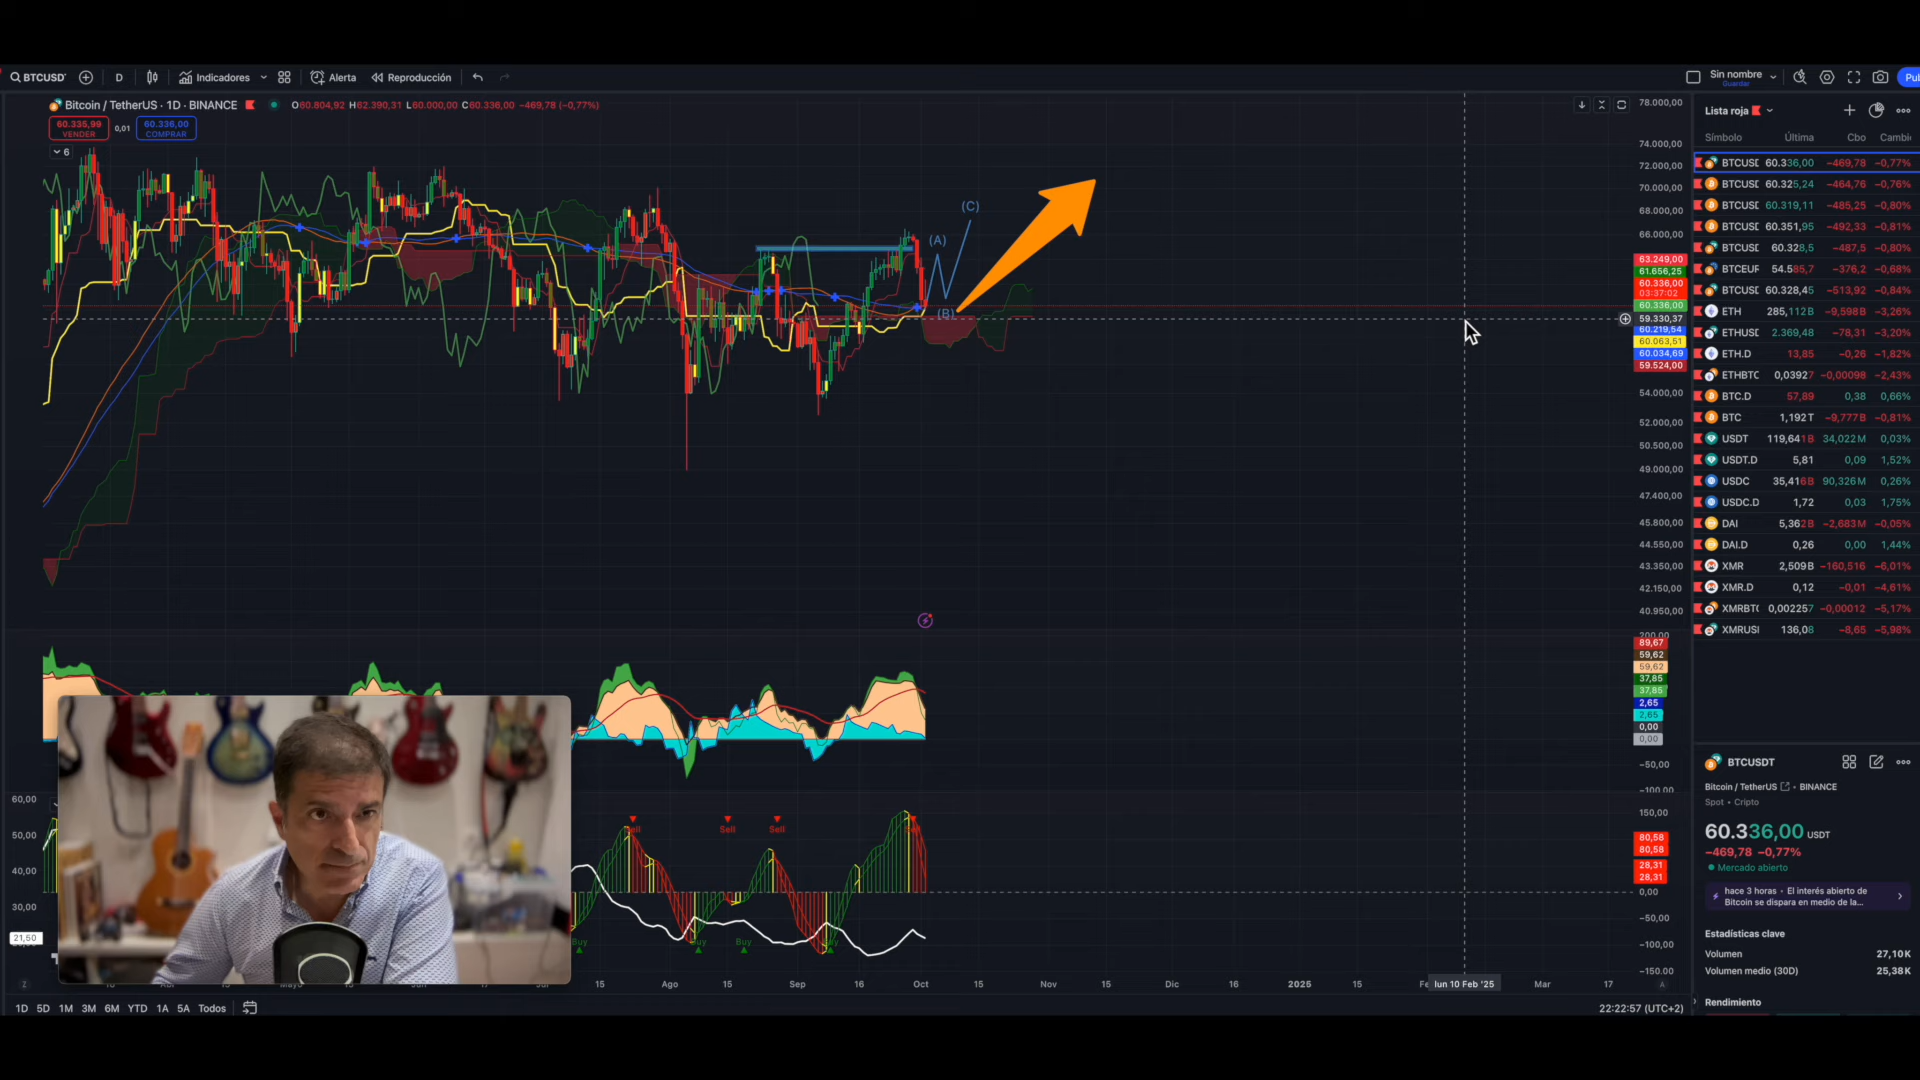 BTCUSD
D
Indicadores
Alerta
Reproducción
Sin nombre
Guardar
Pub
Bitcoin / TetherUS · 1D · BINANCE
O60.804,92 H62.390,31 L60.000,00 C60.336,00 −469,78 (−0,77%)
60.335,99
VENDER
0,01
60.336,00
COMPRAR
6
(A)
(B)
(C)
78.000,00
74.000,00
72.000,00
70.000,00
68.000,00
66.000,00
63.249,00
61.656,25
60.336,00
03:37:02
60.336,00
59.330,37
60.219,54
60.063,51
60.034,69
59.524,00
54.000,00
52.000,00
50.500,00
49.000,00
47.400,00
45.800,00
44.550,00
43.350,00
42.150,00
40.950,00
200,00
89,67
59,62
59,62
37,85
37,85
2,65
2,65
0,00
0,00
−50,00
−100,00
60,00
50,00
40,00
30,00
21,50
Sell
Sell
Sell
Sell
Buy
Buy
Buy
Buy
150,00
80,58
80,58
28,31
28,31
0,00
−50,00
−100,00
−150,00
15
Ago
15
Sep
16
Oct
15
Nov
15
Dic
16
2025
15
Fe
lun 10 Feb '25
Mar
17
Z
A
1D 5D 1M 3M 6M YTD 1A 5A Todos
22:22:57 (UTC+2)
Lista roja
Símbolo Última Cbo Cambi
BTCUSD 60.336,00 −469,78 −0,77%
BTCUSD 60.325,24 −464,76 −0,76%
BTCUSD 60.319,11 −485,25 −0,80%
BTCUSD 60.351,95 −492,33 −0,81%
BTCUSD 60.328,5 −487,5 −0,80%
BTCEUF 54.585,7 −376,2 −0,68%
BTCUSD 60.328,45 −513,92 −0,84%
ETH 285,112B −9,598B −3,26%
ETHUSD 2.369,48 −78,31 −3,20%
ETH.D 13,85 −0,26 −1,82%
ETHBTC 0,03927 −0,00098 −2,43%
BTC.D 57,89 0,38 0,66%
BTC 1,192T −9,777B −0,81%
USDT 119,641B 34,022M 0,03%
USDT.D 5,81 0,09 1,52%
USDC 35,416B 90,326M 0,26%
USDC.D 1,72 0,03 1,75%
DAI 5,362B −2,683M −0,05%
DAI.D 0,26 0,00 1,44%
XMR 2,509B −160,516 −6,01%
XMR.D 0,12 −0,01 −4,61%
XMRBTC 0,002257 −0,00012 −5,17%
XMRUSI 136,08 −8,65 −5,98%
BTCUSDT
Bitcoin / TetherUS • BINANCE
Spot • Cripto
60.336,00 USDT
−469,78 −0,77%
Mercado abierto
hace 3 horas • El interés abierto de
Bitcoin se dispara en medio de la...
Estadísticas clave
Volumen 27,10K
Volumen medio (30D) 25,38K
Rendimiento